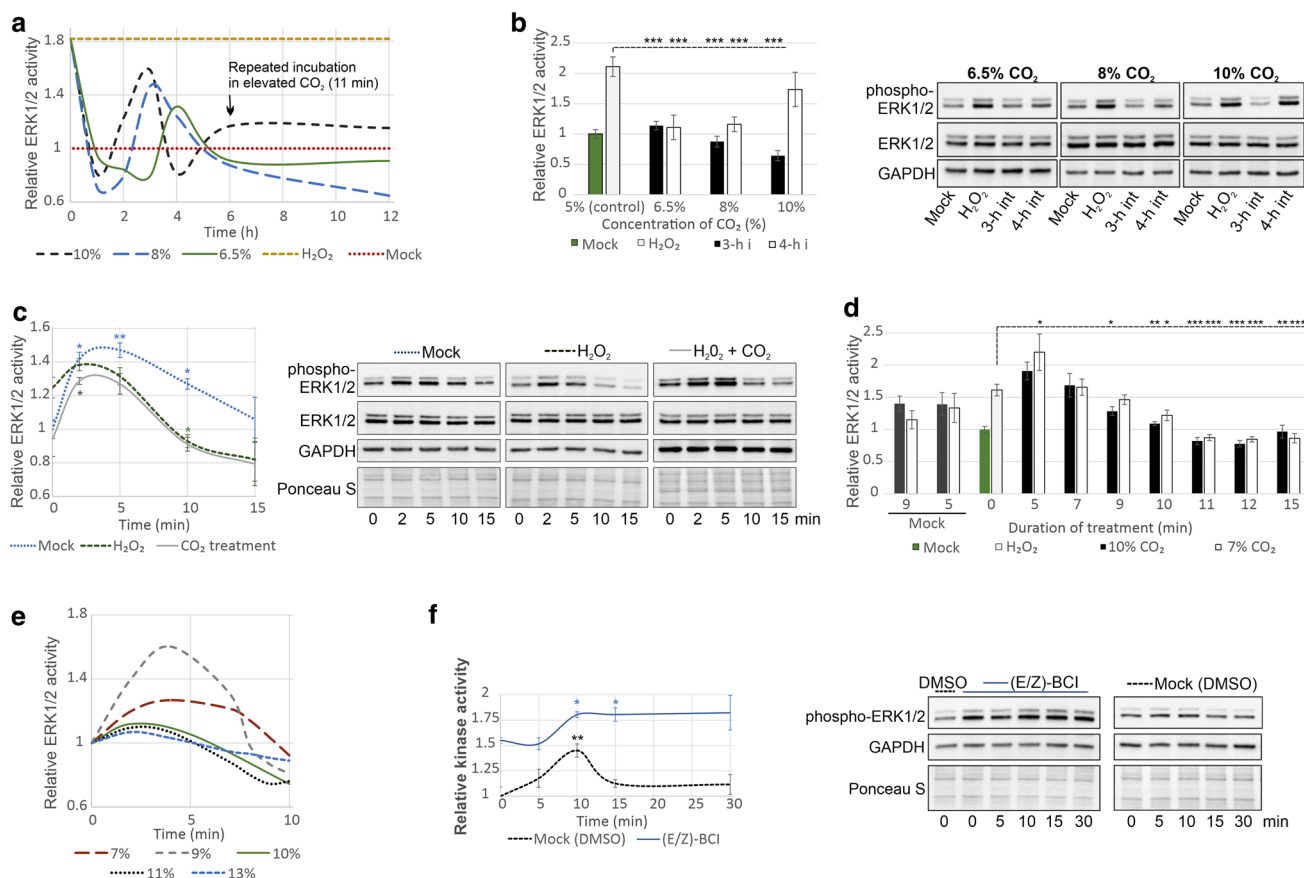 a
1.8
1.4
1
0.6
Relative ERK1/2 activity
Repeated incubation
in elevated CO₂ (11 min)
0 2 4 6 8 10 12
Time (h)
10% 8% 6.5% H₂O₂ Mock
b
*** *** *** *** ***
2.5
2
1.5
1
0.5
0
Relative ERK1/2 activity
5% (control) 6.5% 8% 10%
Concentration of CO₂ (%)
Mock H₂O₂ 3-h i 4-h i
6.5% CO₂ 8% CO₂ 10% CO₂
phospho-
ERK1/2
ERK1/2
GAPDH
Mock H₂O₂ 3-h int 4-h int Mock H₂O₂ 3-h int 4-h int Mock H₂O₂ 3-h int 4-h int
c
1.6
1.4
1.2
1
0.8
0.6
Relative ERK1/2 activity
* ** * * *
0 5 10 15
Time (min)
Mock H₂O₂ CO₂ treatment
Mock H₂O₂ H₂0₂ + CO₂
phospho-
ERK1/2
ERK1/2
GAPDH
Ponceau S
0 2 5 10 15 0 2 5 10 15 0 2 5 10 15 min
d
* * ** * *** *** *** *** ** ***
2.5
2
1.5
1
0.5
0
Relative ERK1/2 activity
9 5 0 5 7 9 10 11 12 15
Mock Duration of treatment (min)
Mock H₂O₂ 10% CO₂ 7% CO₂
e
1.8
1.4
1
0.6
Relative ERK1/2 activity
0 5 10
Time (min)
7% 9% 10%
11% 13%
f
2
1.75
1.5
1.25
1
Relative kinase activity
* *
**
0 5 10 15 20 25 30
Time (min)
Mock (DMSO) (E/Z)-BCI
DMSO (E/Z)-BCI Mock (DMSO)
phospho-ERK1/2
GAPDH
Ponceau S
0 0 5 10 15 30 0 5 10 15 30 min